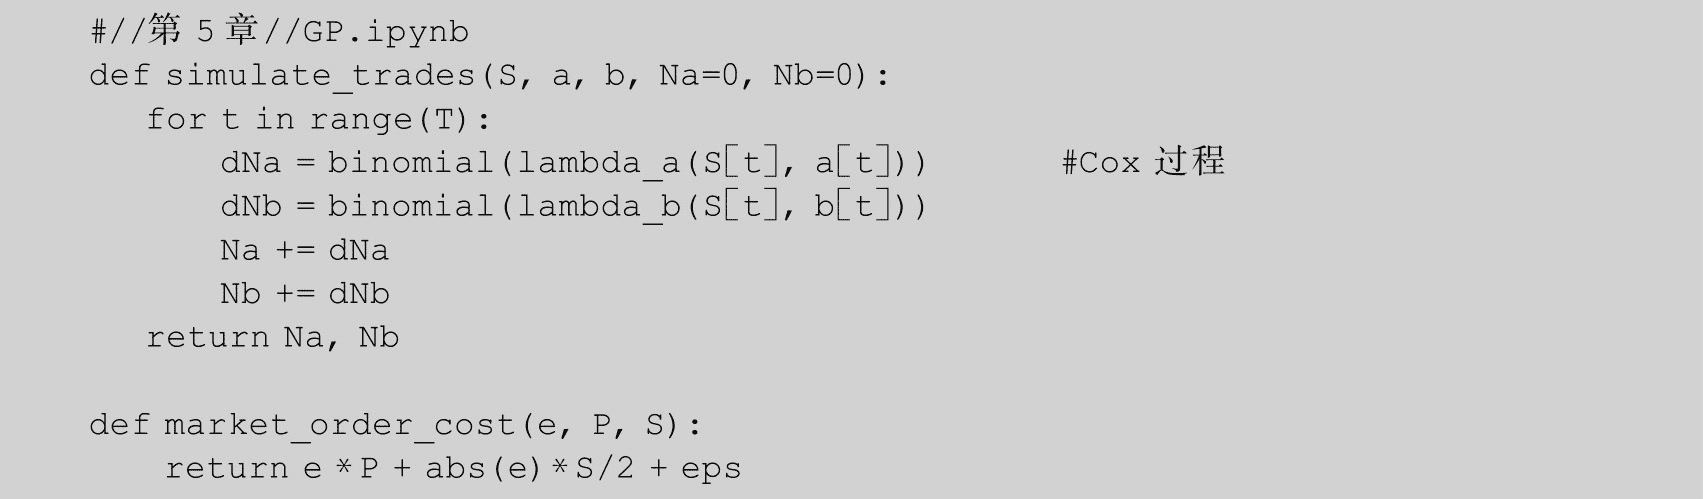 #//第 5 章//GP.ipynb
def simulate_trades(S, a, b, Na=0, Nb=0):
   for t in range(T):
       dNa = binomial(lambda_a(S[t], a[t]))       #Cox 过程
       dNb = binomial(lambda_b(S[t], b[t]))
       Na += dNa
       Nb += dNb
   return Na, Nb
def market_order_cost(e, P, S):
    return e *P + abs(e)*S/2 + eps